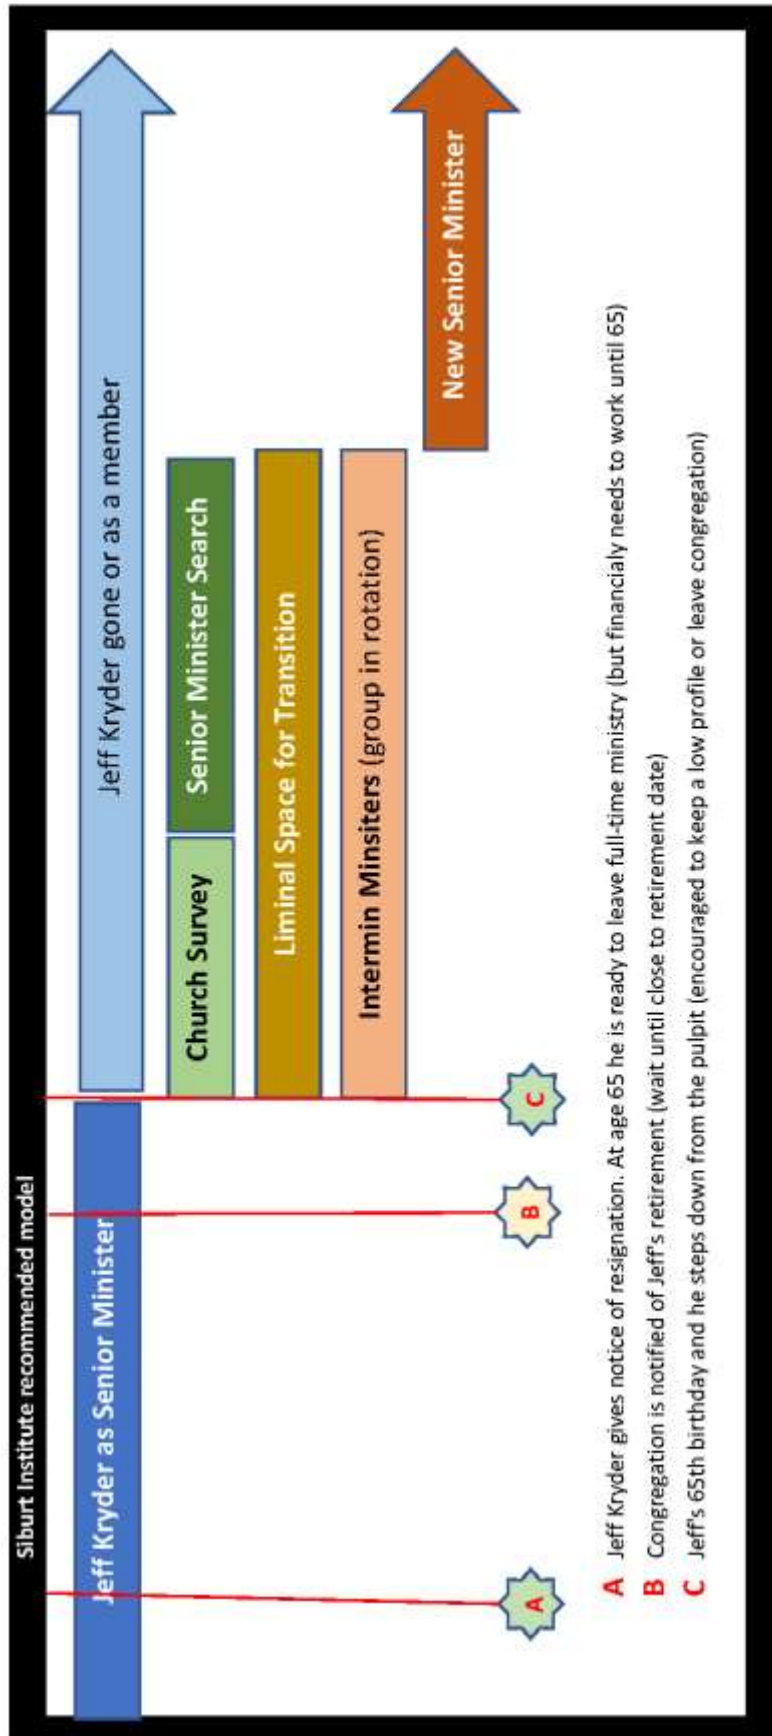 Siburt Institute recommended model
Jeff Kryder as Senior Minister
Jeff Kryder gone or as a member
Church Survey
Senior Minister Search
Liminal Space for Transition
Intermin Minsiters (group in rotation)
New Senior Minister
A
B
C
A Jeff Kryder gives notice of resignation. At age 65 he is ready to leave full-time ministry (but financialy needs to work until 65)
B Congregation is notified of Jeff's retirement (wait until close to retirement date)
C Jeff's 65th birthday and he steps down from the pulpit (encouraged to keep a low profile or leave congregation)